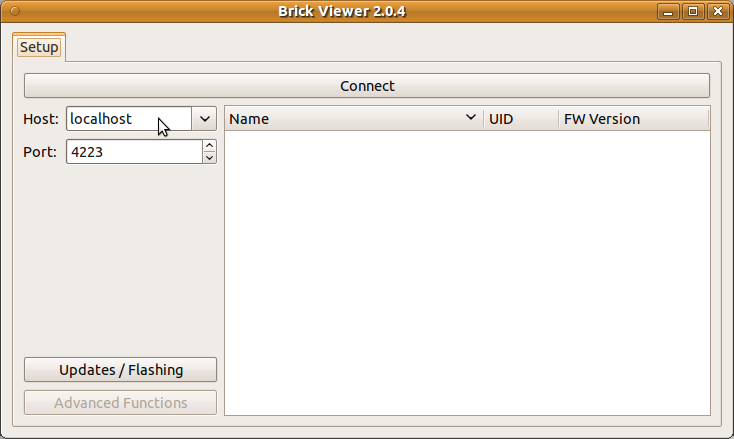 Brick Viewer 2.0.4
Setup
Connect
Host: localhost
Name UID FW Version
Port: 4223
Updates / Flashing
Advanced Functions